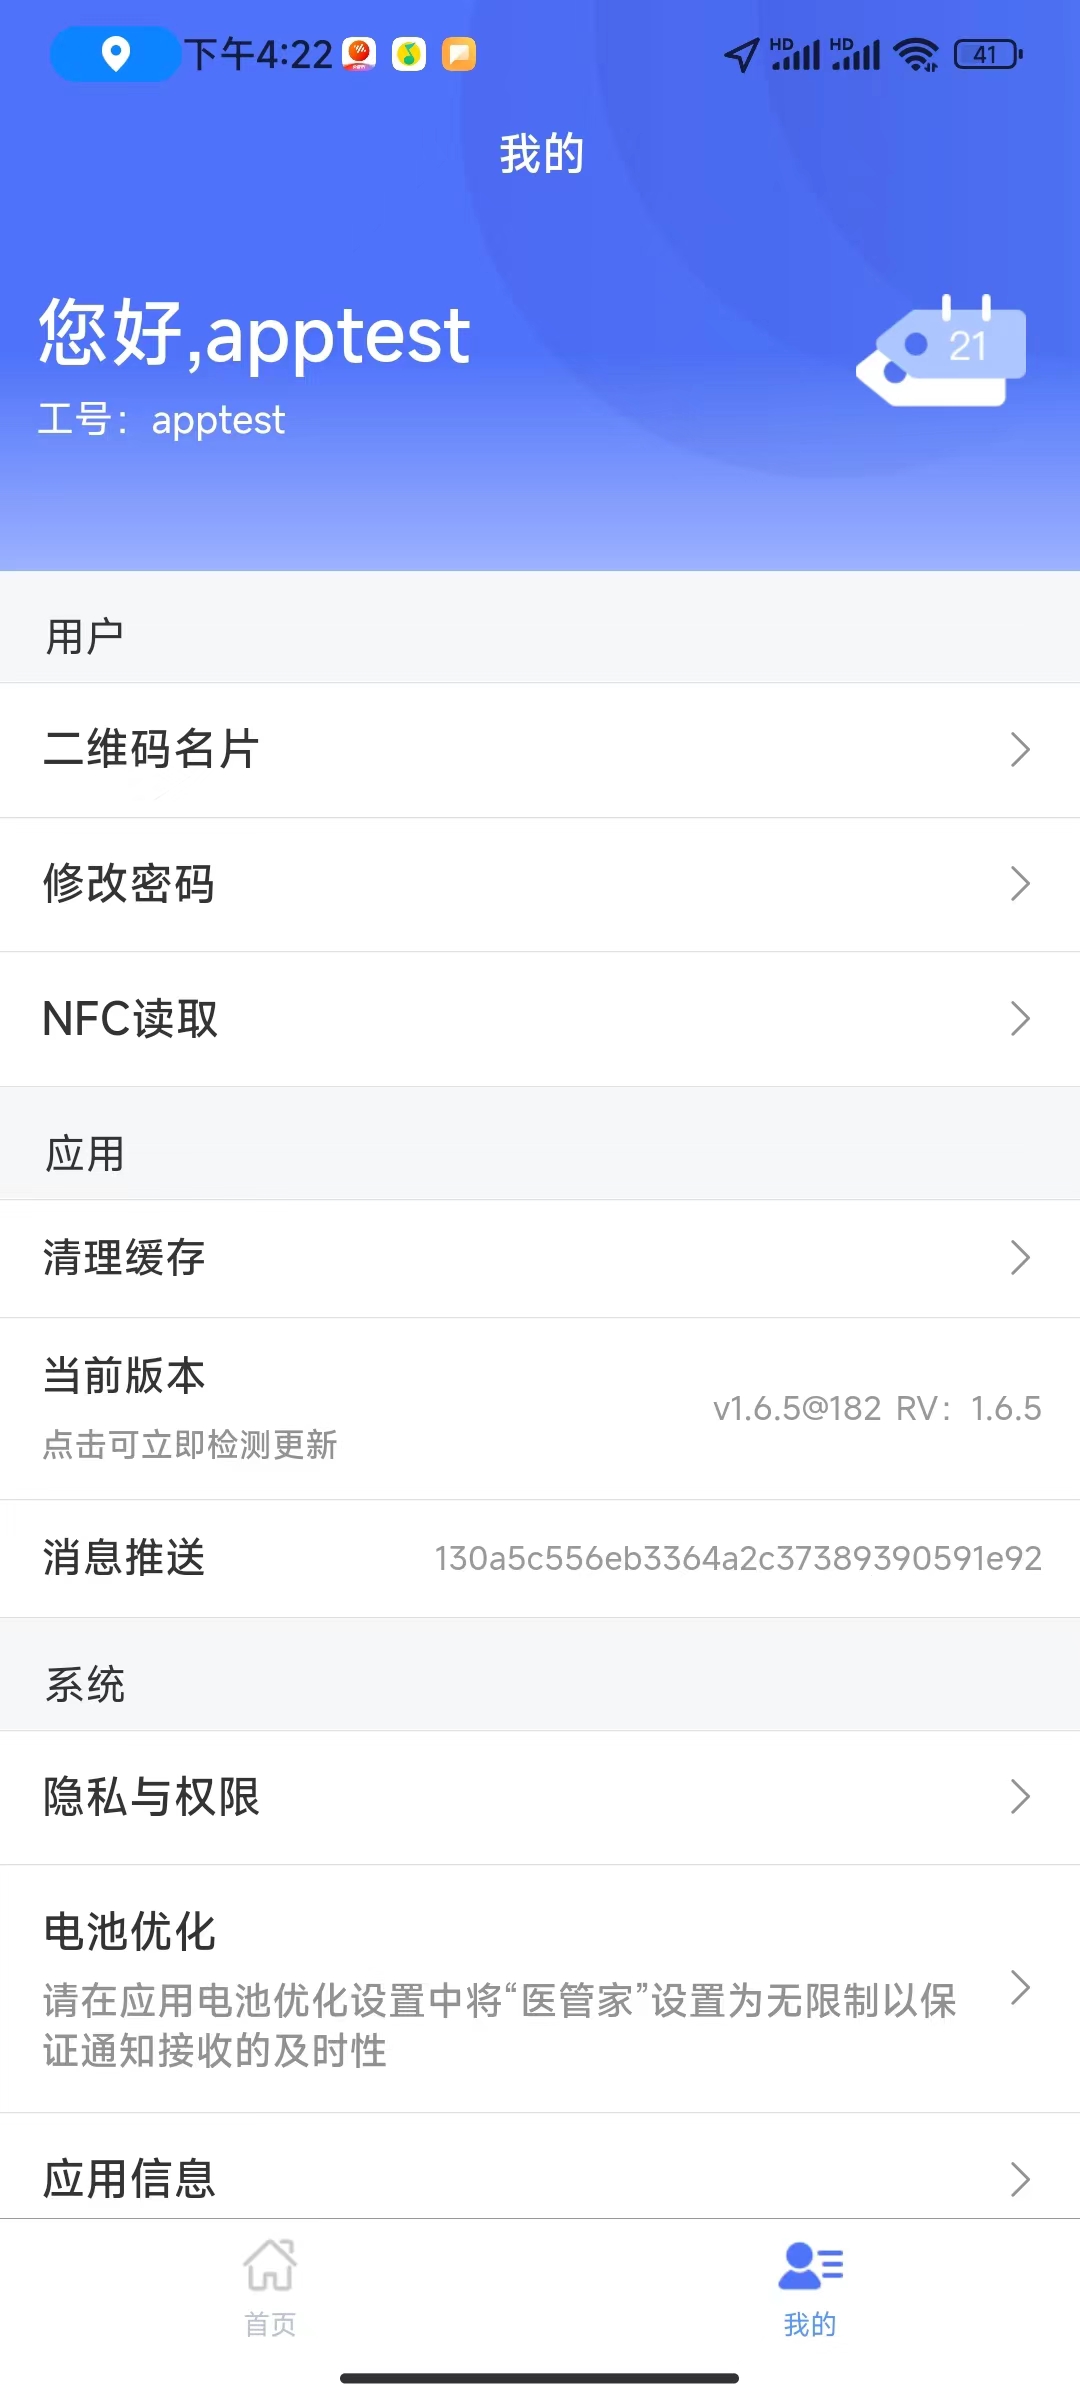 下午4:22
HD HD 41
我的
您好,apptest
21
工号：apptest
用户
二维码名片
修改密码
NFC读取
应用
清理缓存
当前版本
v1.6.5@182 RV：1.6.5
点击可立即检测更新
消息推送 130a5c556eb3364a2c37389390591e92
系统
隐私与权限
电池优化
请在应用电池优化设置中将“医管家”设置为无限制以保
证通知接收的及时性
应用信息
首页 我的